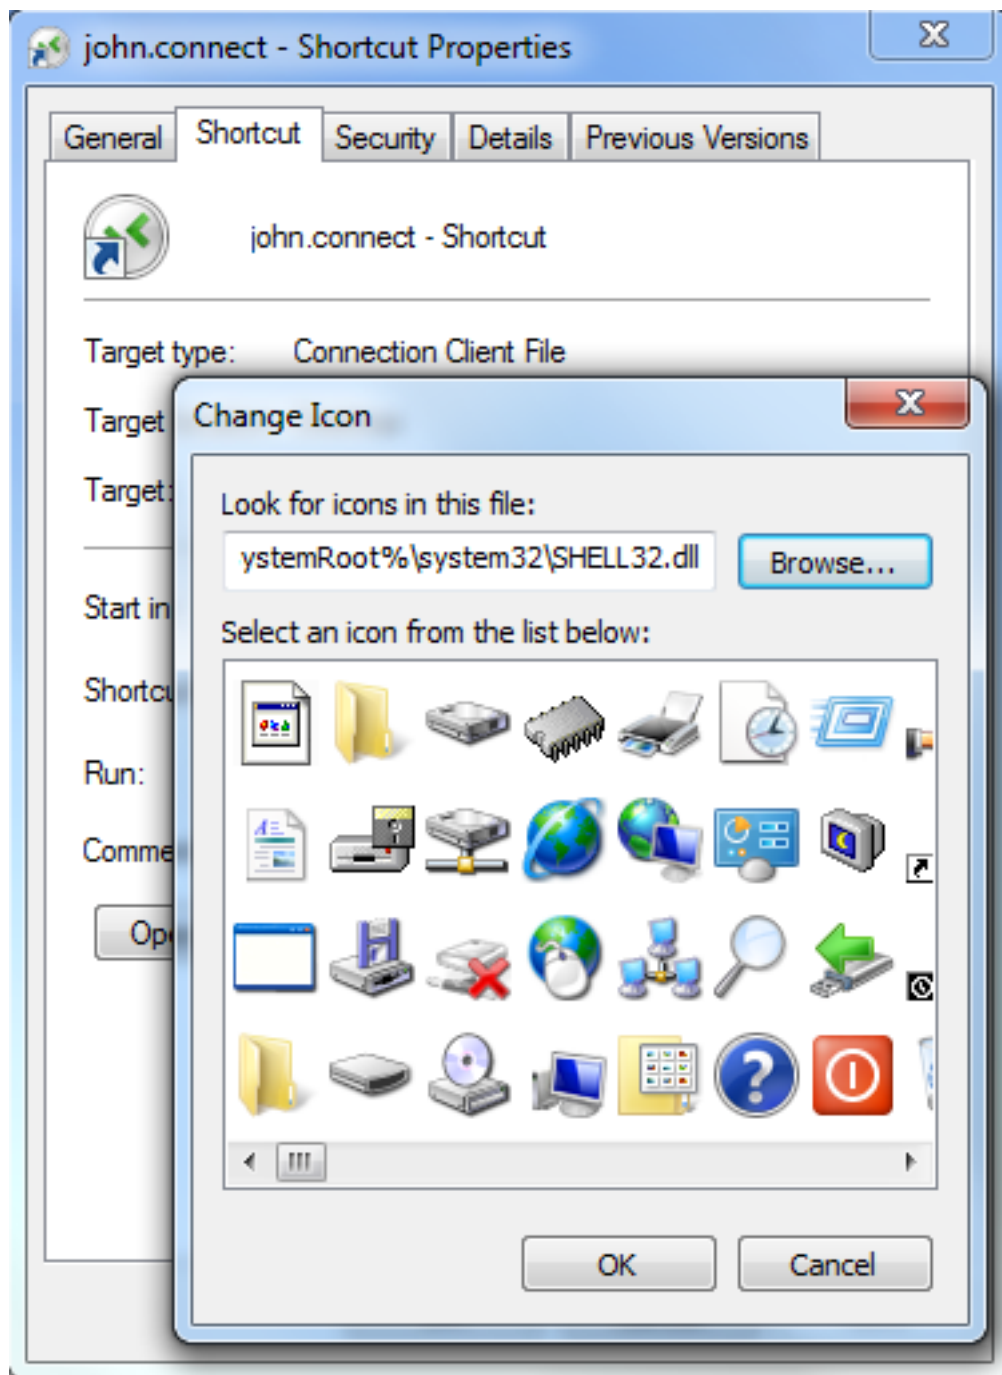 john.connect - Shortcut Properties
General Shortcut Security Details Previous Versions
john.connect - Shortcut
Target type: Connection Client File
Target
Change Icon
Target:
Look for icons in this file:
ystemRoot%\system32\SHELL32.dll Browse...
Start in
Select an icon from the list below:
Run:
OK Cancel